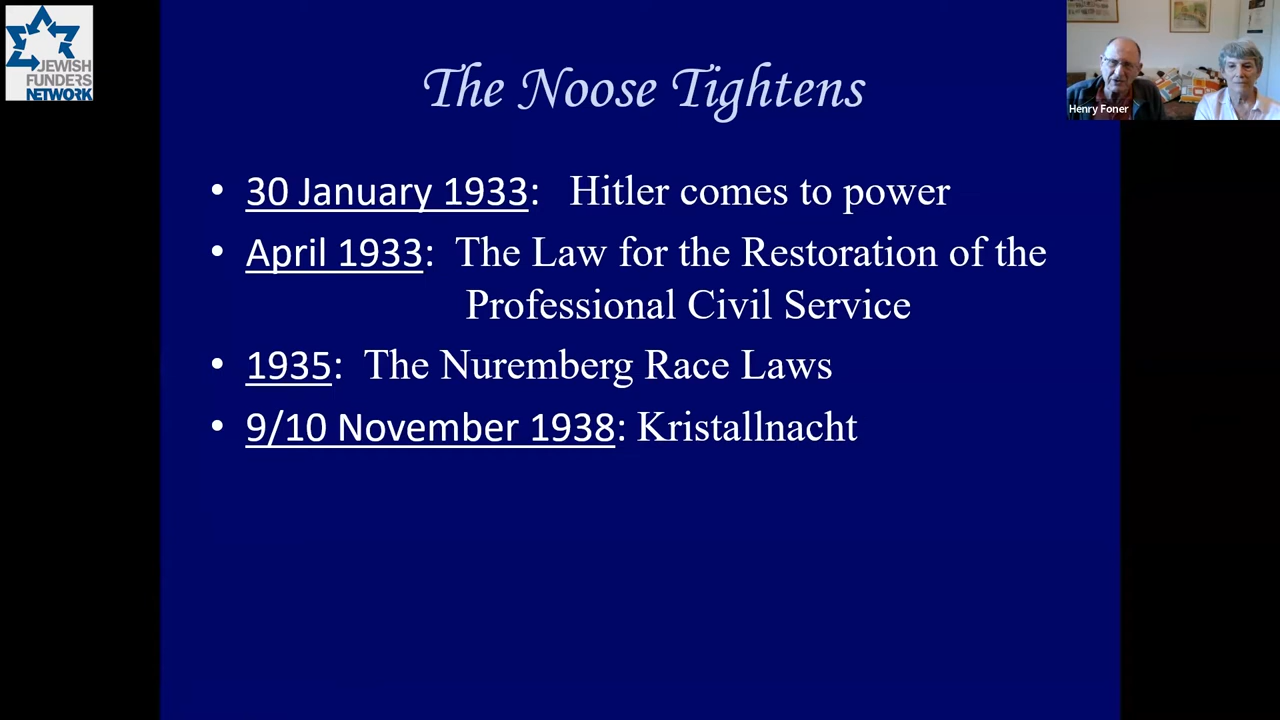 JEWISH
FUNDERS
NETWORK
The Noose Tightens
Henry Foner
• 30 January 1933: Hitler comes to power
• April 1933: The Law for the Restoration of the
Professional Civil Service
• 1935: The Nuremberg Race Laws
• 9/10 November 1938: Kristallnacht